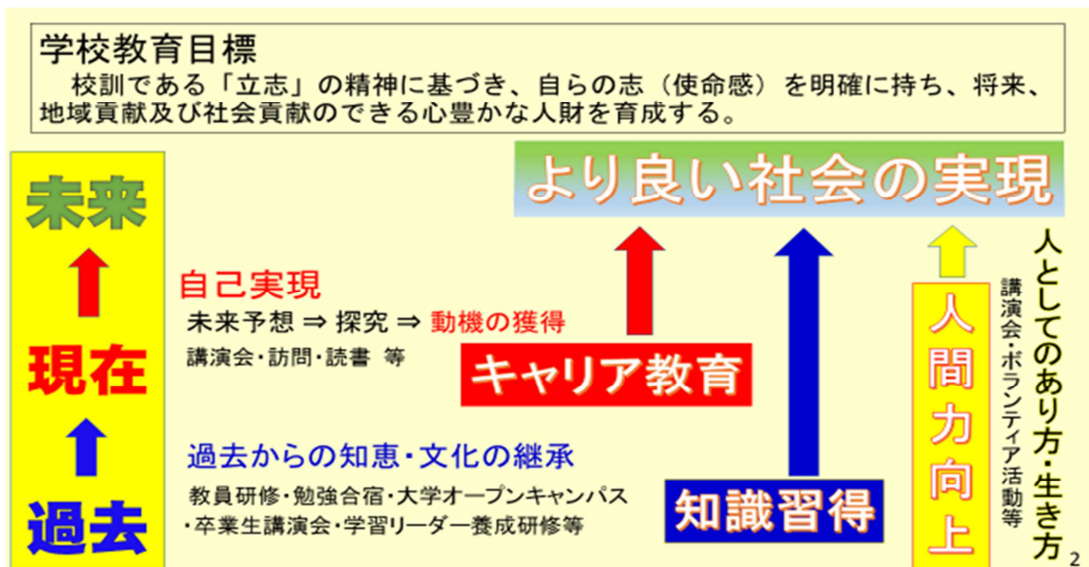 学校教育目標
校訓である「立志」の精神に基づき、自らの志（使命感）を明確に持ち、将来、
地域貢献及び社会貢献のできる心豊かな人財を育成する。
未来
現在
過去
より良い社会の実現
自己実現
未来予想 ⇒ 探究 ⇒ 動機の獲得
講演会・訪問・読書 等
キャリア教育
過去からの知恵・文化の継承
教員研修・勉強合宿・大学オープンキャンパス
・卒業生講演会・学習リーダー養成研修等
知識習得
人間力向上
講演会・ボランティア活動等
人としてのあり方・生き方
2